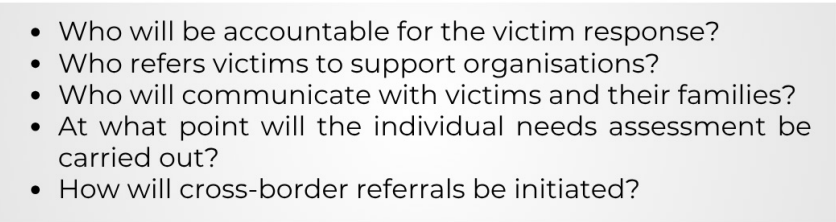 • Who will be accountable for the victim response?
• Who refers victims to support organisations?
• Who will communicate with victims and their families?
• At what point will the individual needs assessment be
carried out?
• How will cross-border referrals be initiated?